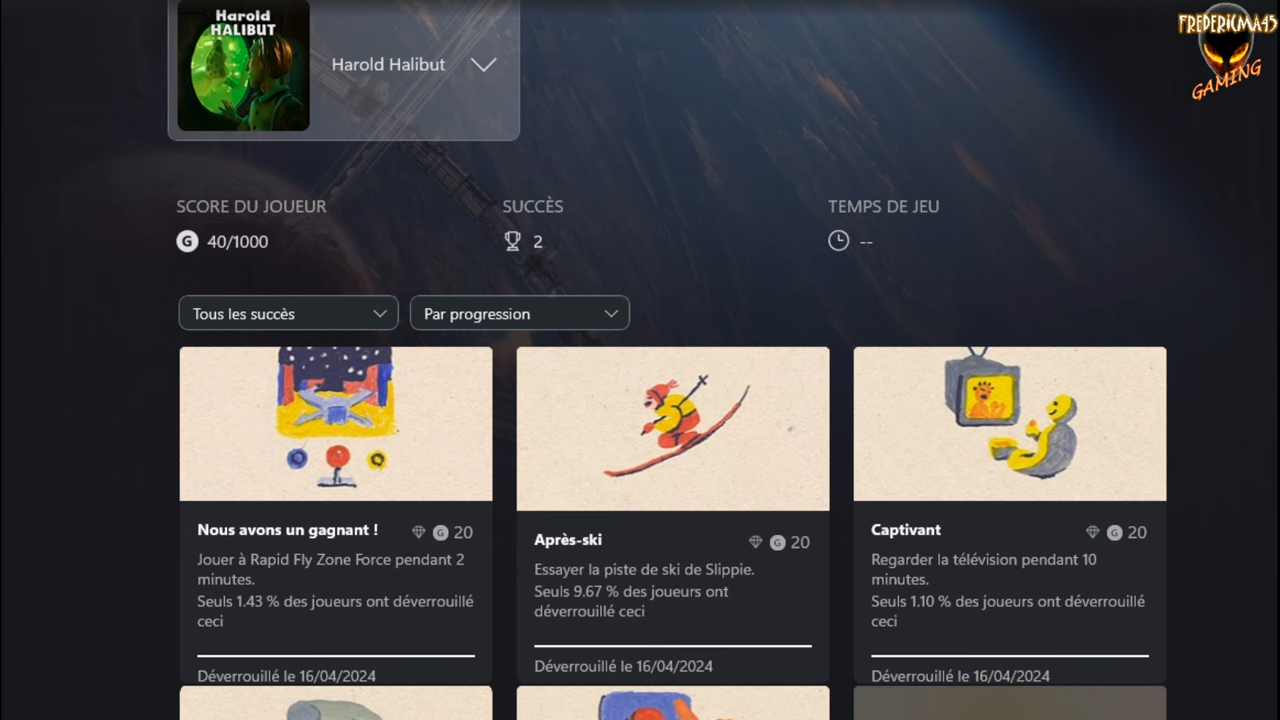 FREDERICMA45
GAMING
Harold
HALIBUT
Harold Halibut
SCORE DU JOUEUR
SUCCÈS
TEMPS DE JEU
G 40/1000
2
--
Tous les succès
Par progression
Nous avons un gagnant !
G 20
Jouer à Rapid Fly Zone Force pendant 2
minutes.
Seuls 1.43 % des joueurs ont déverrouillé
ceci
Déverrouillé le 16/04/2024
Après-ski
G 20
Essayer la piste de ski de Slippie.
Seuls 9.67 % des joueurs ont
déverrouillé ceci
Déverrouillé le 16/04/2024
Captivant
G 20
Regarder la télévision pendant 10
minutes.
Seuls 1.10 % des joueurs ont déverrouillé
ceci
Déverrouillé le 16/04/2024